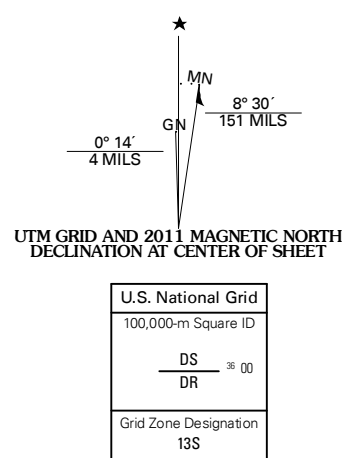 ★
MN
GN
8° 30´
151 MILS
0° 14´
4 MILS
UTM GRID AND 2011 MAGNETIC NORTH
DECLINATION AT CENTER OF SHEET
U.S. National Grid
100,000-m Square ID
DS
36 00
DR
Grid Zone Designation
13S